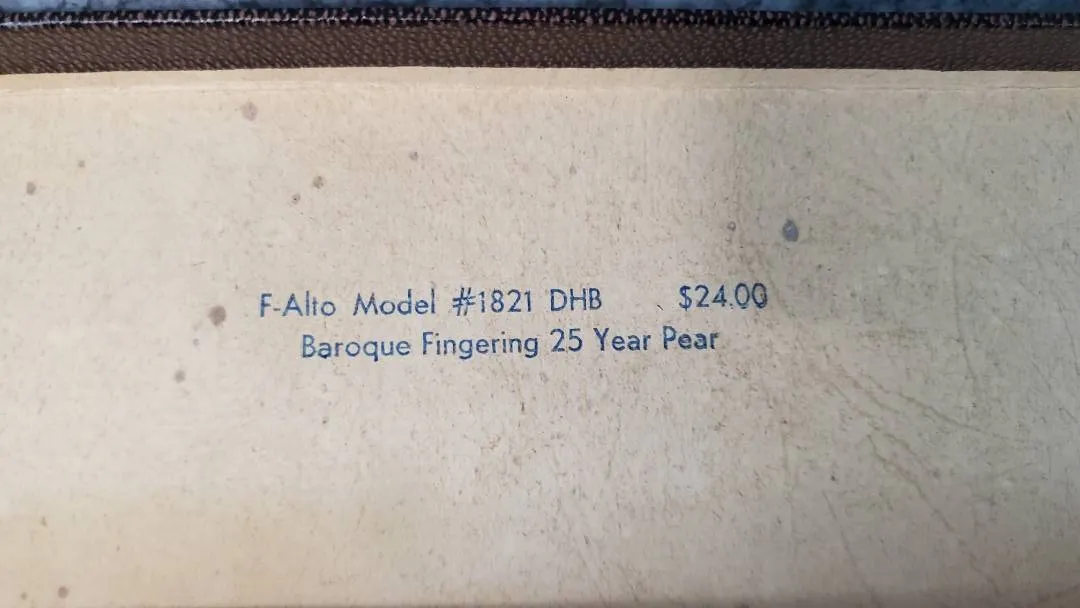 F-Alto Model #1821 DHB $24.00
Baroque Fingering 25 Year Pear